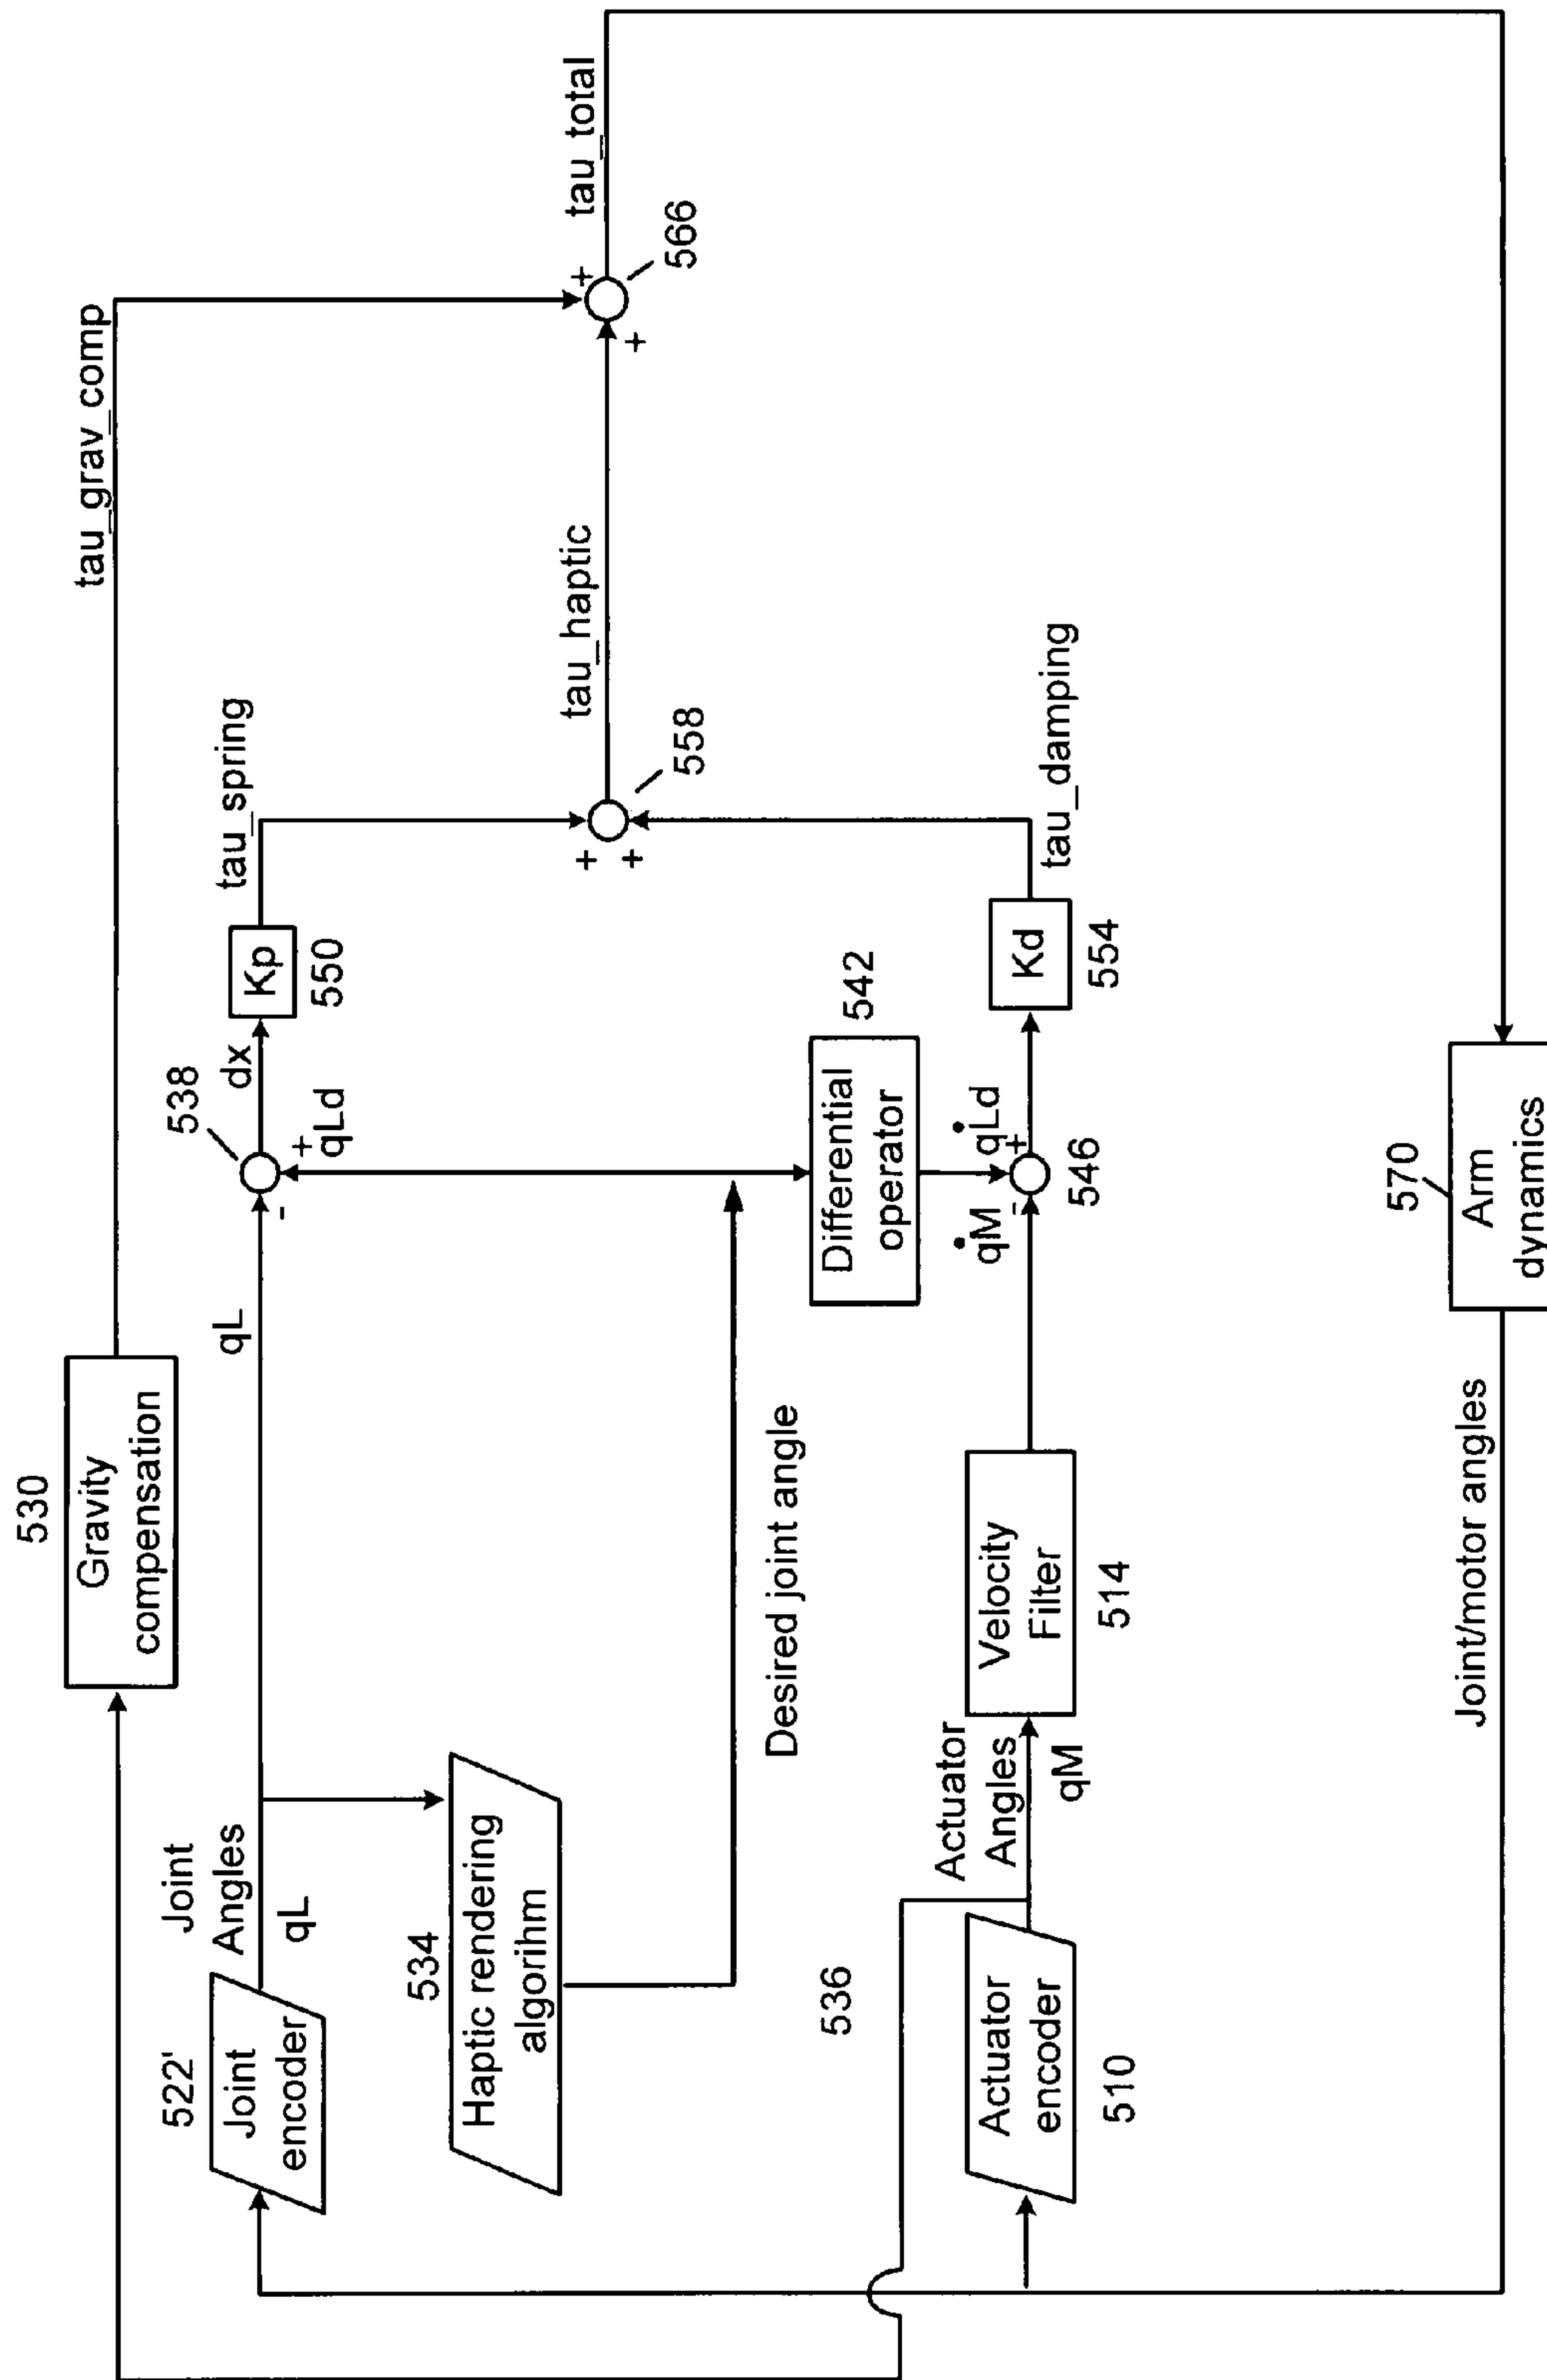 530
Gravity
compensation
tau_grav_comp
522'
Joint
encoder
Joint
Angles
qL
qL
538
-
+
qLd
dx
Kp
550
tau_spring
534
Haptic rendering
algorihm
Desired joint angle
+
+
558
tau_haptic
+
+
566
tau_total
Differential
operator
542
536
Actuator
encoder
510
Actuator
Angles
qM
Velocity
Filter
514
q̇M
-
q̇Ld
+
546
Kd
554
tau_damping
Joint/motor angles
570
Arm
dynamics